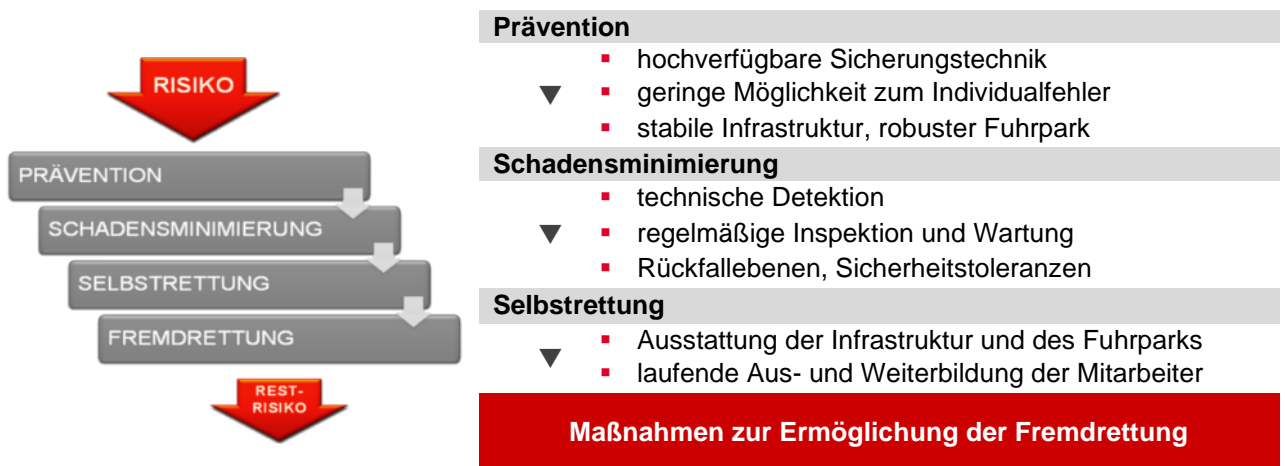 RISIKO
PRÄVENTION
SCHADENSMINIMIERUNG
SELBSTRETTUNG
FREMDRETTUNG
REST-
RISIKO
Prävention
▪ hochverfügbare Sicherungstechnik
▪ geringe Möglichkeit zum Individualfehler
▪ stabile Infrastruktur, robuster Fuhrpark
Schadensminimierung
▪ technische Detektion
▪ regelmäßige Inspektion und Wartung
▪ Rückfallebenen, Sicherheitstoleranzen
Selbstrettung
▪ Ausstattung der Infrastruktur und des Fuhrparks
▪ laufende Aus- und Weiterbildung der Mitarbeiter
Maßnahmen zur Ermöglichung der Fremdrettung